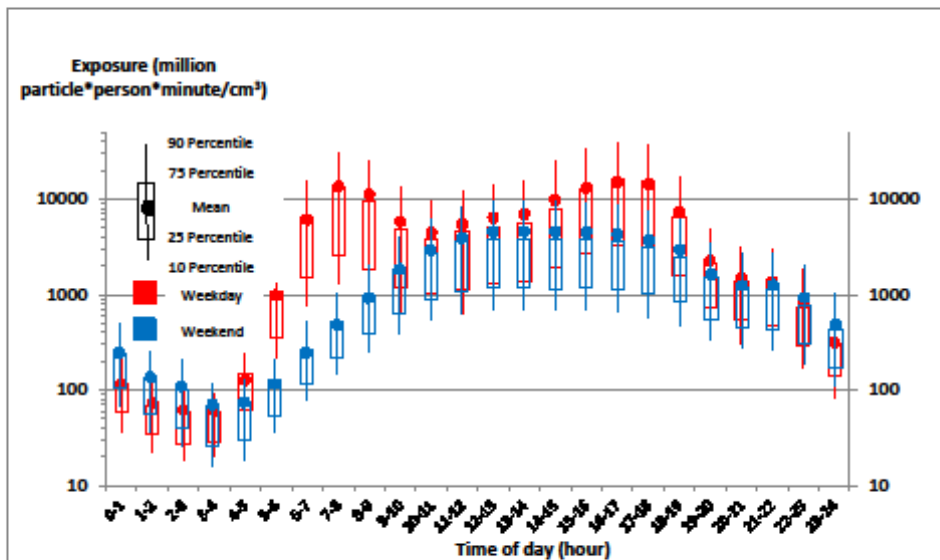 Exposure (million
particle*person*minute/cm³)
90 Percentile
75 Percentile
Mean
25 Percentile
10 Percentile
Weekday
Weekend
10000
1000
100
10
10000
1000
100
10
0-1 1-2 2-3 3-4 4-5 5-6 6-7 7-8 8-9 9-10 10-11 11-12 12-13 13-14 14-15 15-16 16-17 17-18 18-19 19-20 20-21 21-22 22-23 23-24
Time of day (hour)